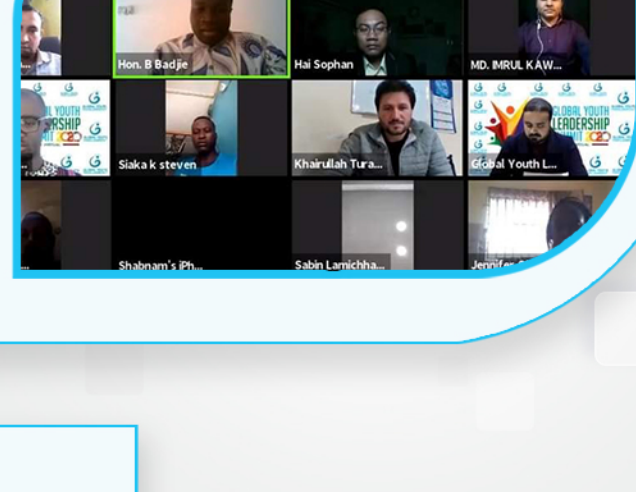 Hon. B Badjie
Hai Sophan
MD. IMRUL KAW...
Siaka k steven
Khairullah Tura...
Global Youth L...
GLOBAL YOUTH
LEADERSHIP
2020
Shabnam's iPh...
Sabin Lamichha...
Jennifer